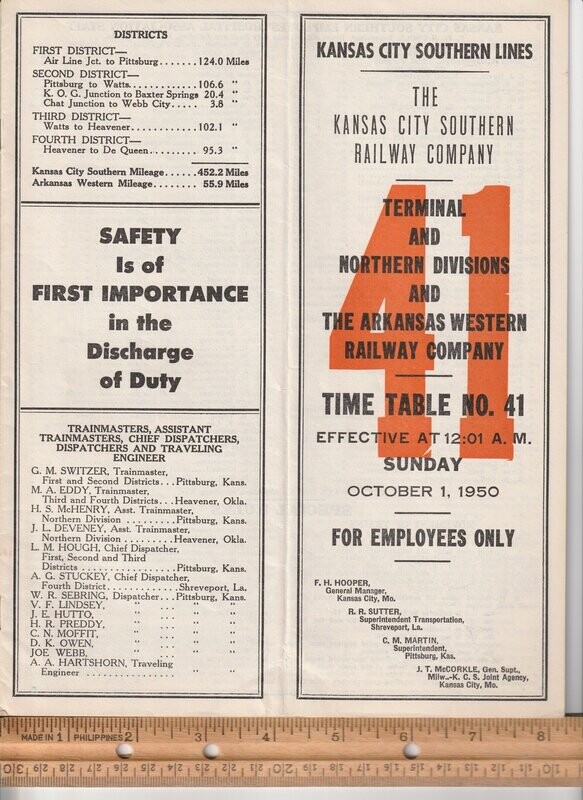 DISTRICTS
FIRST DISTRICT—
Air Line Jct. to Pittsburg.......124.0 Miles
SECOND DISTRICT—
Pittsburg to Watts............106.6 "
K. O. G. Junction to Baxter Springs 20.4 "
Chat Junction to Webb City..... 3.8 "
THIRD DISTRICT—
Watts to Heavener............102.1 "
FOURTH DISTRICT—
Heavener to De Queen......... 95.3 "
Kansas City Southern Mileage......452.2 Miles
Arkansas Western Mileage...... 55.9 Miles
SAFETY
Is of
FIRST IMPORTANCE
in the
Discharge
of Duty
TRAINMASTERS, ASSISTANT
TRAINMASTERS, CHIEF DISPATCHERS,
DISPATCHERS AND TRAVELING
ENGINEER
G. M. SWITZER, Trainmaster,
First and Second Districts...Pittsburg, Kans.
M. A. EDDY, Trainmaster,
Third and Fourth Districts...Heavener, Okla.
H. S. McHENRY, Asst. Trainmaster,
Northern Division .........Pittsburg, Kans.
J. L. DEVENEY, Asst. Trainmaster,
Northern Division..........Heavener, Okla.
L. M. HOUGH, Chief Dispatcher,
First, Second and Third
Districts ................Pittsburg, Kans.
A. G. STUCKEY, Chief Dispatcher,
Fourth District.............Shreveport, La.
W. R. SEBRING, Dispatcher...Pittsburg, Kans.
V. F. LINDSEY, " ... " "
J. E. HUTTO, " ... " "
H. R. PREDDY, " ... " "
C. N. MOFFIT, " ... " "
D. K. OWEN, " ... " "
JOE WEBB, " ... " "
A. A. HARTSHORN, Traveling
Engineer ............... " "
KANSAS CITY SOUTHERN LINES
THE
KANSAS CITY SOUTHERN
RAILWAY COMPANY
41
TERMINAL
AND
NORTHERN DIVISIONS
AND
THE ARKANSAS WESTERN
RAILWAY COMPANY
TIME TABLE NO. 41
EFFECTIVE AT 12:01 A. M.
SUNDAY
OCTOBER 1, 1950
FOR EMPLOYEES ONLY
F. H. HOOPER,
General Manager,
Kansas City, Mo.
R. R. SUTTER,
Superintendent Transportation,
Shreveport, La.
C. M. MARTIN,
Superintendent,
Pittsburg, Kas.
J. T. McCORKLE, Gen. Supt.,
Milw.-K. C. S. Joint Agency,
Kansas City, Mo.
MADE IN 1 PHILIPPINES 2 3 4 5 6 7 8